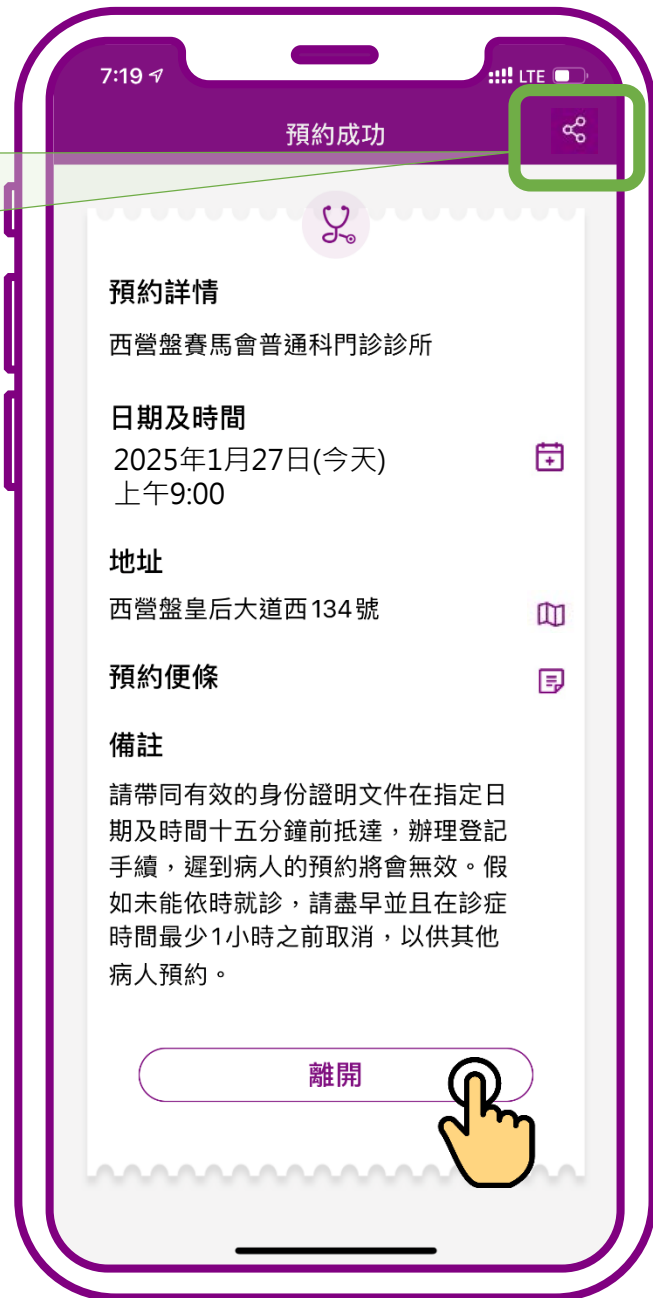 7:19
LTE
預約成功
預約詳情
西營盤賽馬會普通科門診診所
日期及時間
2025年1月27日(今天)
上午9:00
地址
西營盤皇后大道西134號
預約便條
備註
請帶同有效的身份證明文件在指定日
期及時間十五分鐘前抵達，辦理登記
手續，遲到病人的預約將會無效。假
如未能依時就診，請盡早並且在診症
時間最少1小時之前取消，以供其他
病人預約。
離開